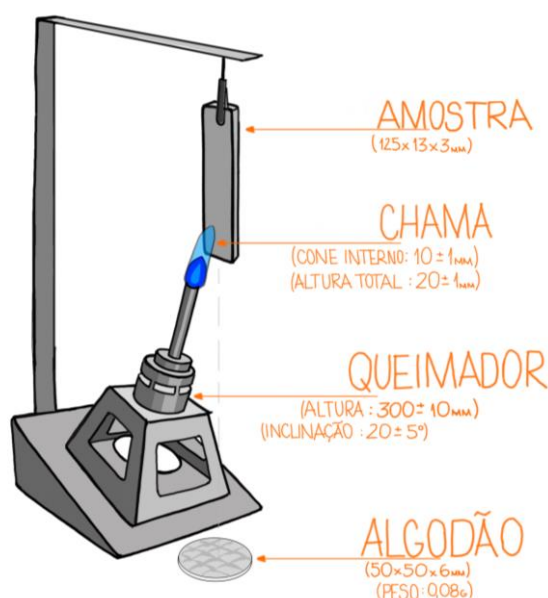 AMOSTRA
(125x13x3mm)
CHAMA
(CONE INTERNO: 10±1mm)
(ALTURA TOTAL : 20±1mm)
QUEIMADOR
(ALTURA : 300±10mm)
(INCLINAÇÃO : 20±5°)
ALGODÃO
(50x50x6mm)
(PESO: 0,08G)